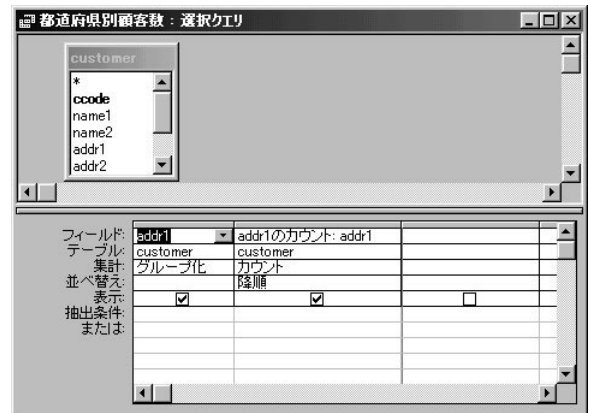 都道府県別顧客数 : 選択クエリ
customer
*
ccode
name1
name2
addr1
addr2
フィールド: addr1 addr1のカウント: addr1
テーブル: customer customer
集計: グループ化 カウント
並べ替え: 降順
表示:
抽出条件:
または: